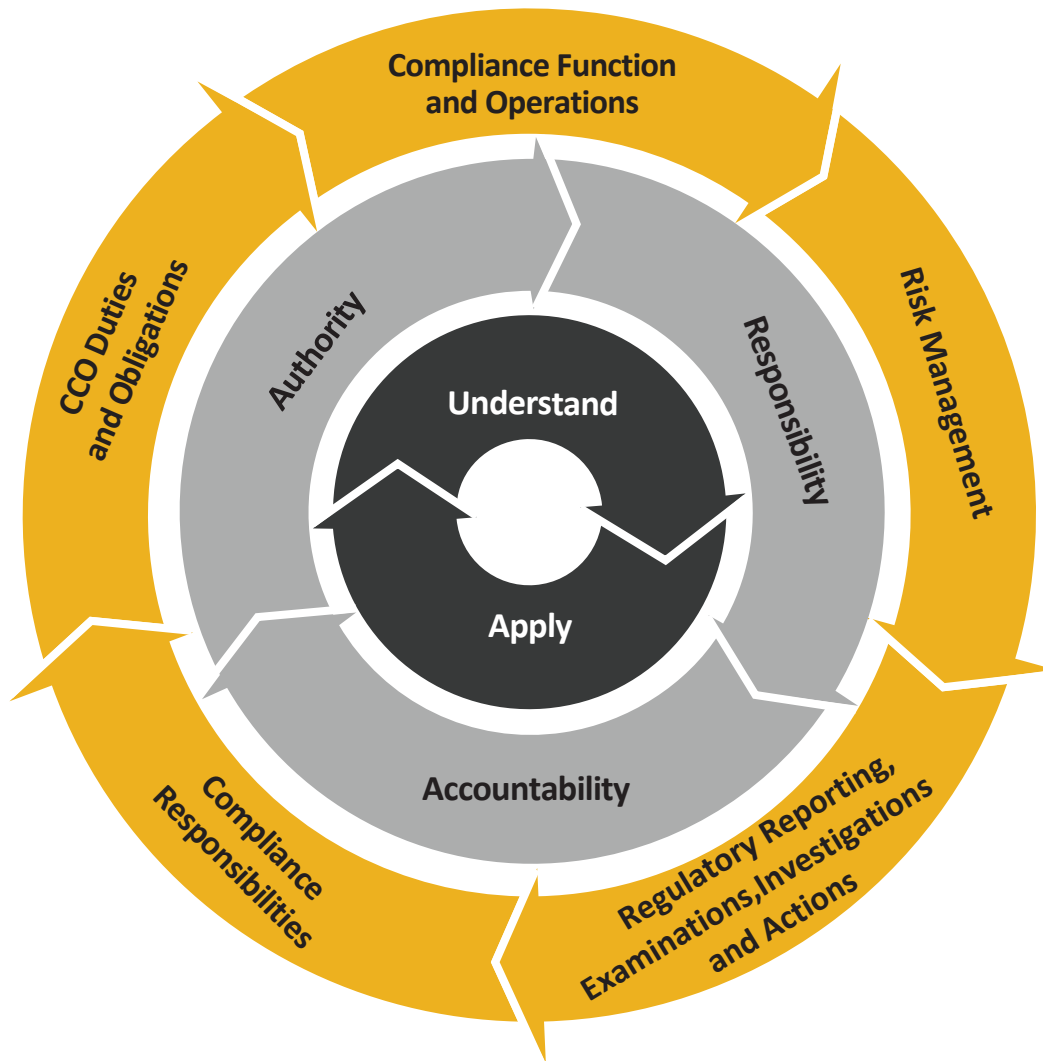 Compliance Function
and Operations
Risk Management
Regulatory Reporting,
Examinations,Investigations
and Actions
Compliance
Responsibilities
CCO Duties
and Obligations
Authority
Responsibility
Accountability
Understand
Apply